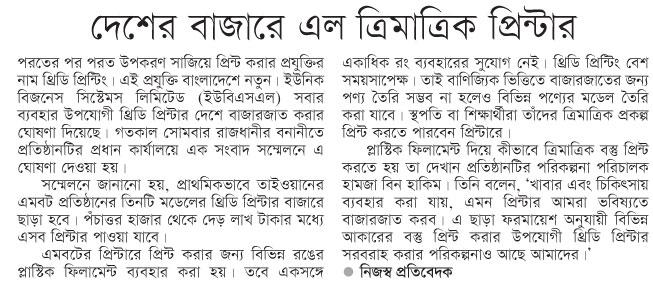 দেশের বাজারে এল ত্রিমাত্রিক প্রিন্টার
পরতের পর পরত উপকরণ সাজিয়ে প্রিন্ট করার প্রযুক্তির
নাম থ্রিডি প্রিন্টিং। এই প্রযুক্তি বাংলাদেশে নতুন। ইউনিক
বিজনেস সিস্টেমস লিমিটেড (ইউবিএসএল) সবার
ব্যবহার উপযোগী থ্রিডি প্রিন্টার দেশে বাজারজাত করার
ঘোষণা দিয়েছে। গতকাল সোমবার রাজধানীর বনানীতে
প্রতিষ্ঠানটির প্রধান কার্যালয়ে এক সংবাদ সম্মেলনে এ
ঘোষণা দেওয়া হয়।
সম্মেলনে জানানো হয়, প্রাথমিকভাবে তাইওয়ানের
এমবট প্রতিষ্ঠানের তিনটি মডেলের থ্রিডি প্রিন্টার বাজারে
ছাড়া হবে। পঁচাত্তর হাজার থেকে দেড় লাখ টাকার মধ্যে
এসব প্রিন্টার পাওয়া যাবে।
এমবটের প্রিন্টারে প্রিন্ট করার জন্য বিভিন্ন রঙের
প্লাস্টিক ফিলামেন্ট ব্যবহার করা হয়। তবে একসঙ্গে
একাধিক রং ব্যবহারের সুযোগ নেই। থ্রিডি প্রিন্টিং বেশ
সময়সাপেক্ষ। তাই বাণিজ্যিক ভিত্তিতে বাজারজাতের জন্য
পণ্য তৈরি সম্ভব না হলেও বিভিন্ন পণ্যের মডেল তৈরি
করা যাবে। স্থপতি বা শিক্ষার্থীরা তাঁদের ত্রিমাত্রিক প্রকল্প
প্রিন্ট করতে পারবেন প্রিন্টারে।
প্লাস্টিক ফিলামেন্ট দিয়ে কীভাবে ত্রিমাত্রিক বস্তু প্রিন্ট
করতে হয় তা দেখান প্রতিষ্ঠানটির পরিকল্পনা পরিচালক
হামজা বিন হাকিম। তিনি বলেন, ‘খাবার এবং চিকিৎসায়
ব্যবহার করা যায়, এমন প্রিন্টার আমরা ভবিষ্যতে
বাজারজাত করব। এ ছাড়া ফরমায়েশ অনুযায়ী বিভিন্ন
আকারের বস্তু প্রিন্ট করার উপযোগী থ্রিডি প্রিন্টার
সরবরাহ করার পরিকল্পনাও আছে আমাদের।’
● নিজস্ব প্রতিবেদক